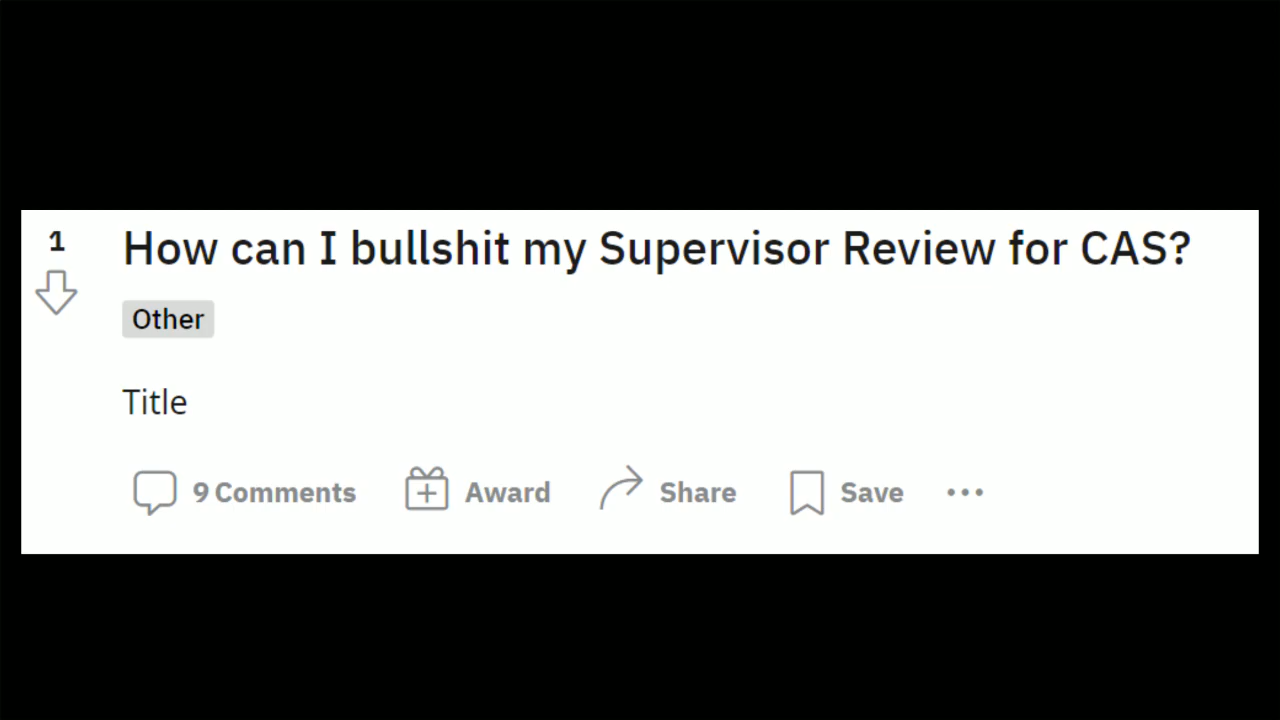 1
How can I bullshit my Supervisor Review for CAS?
Other
Title
9 Comments Award Share Save